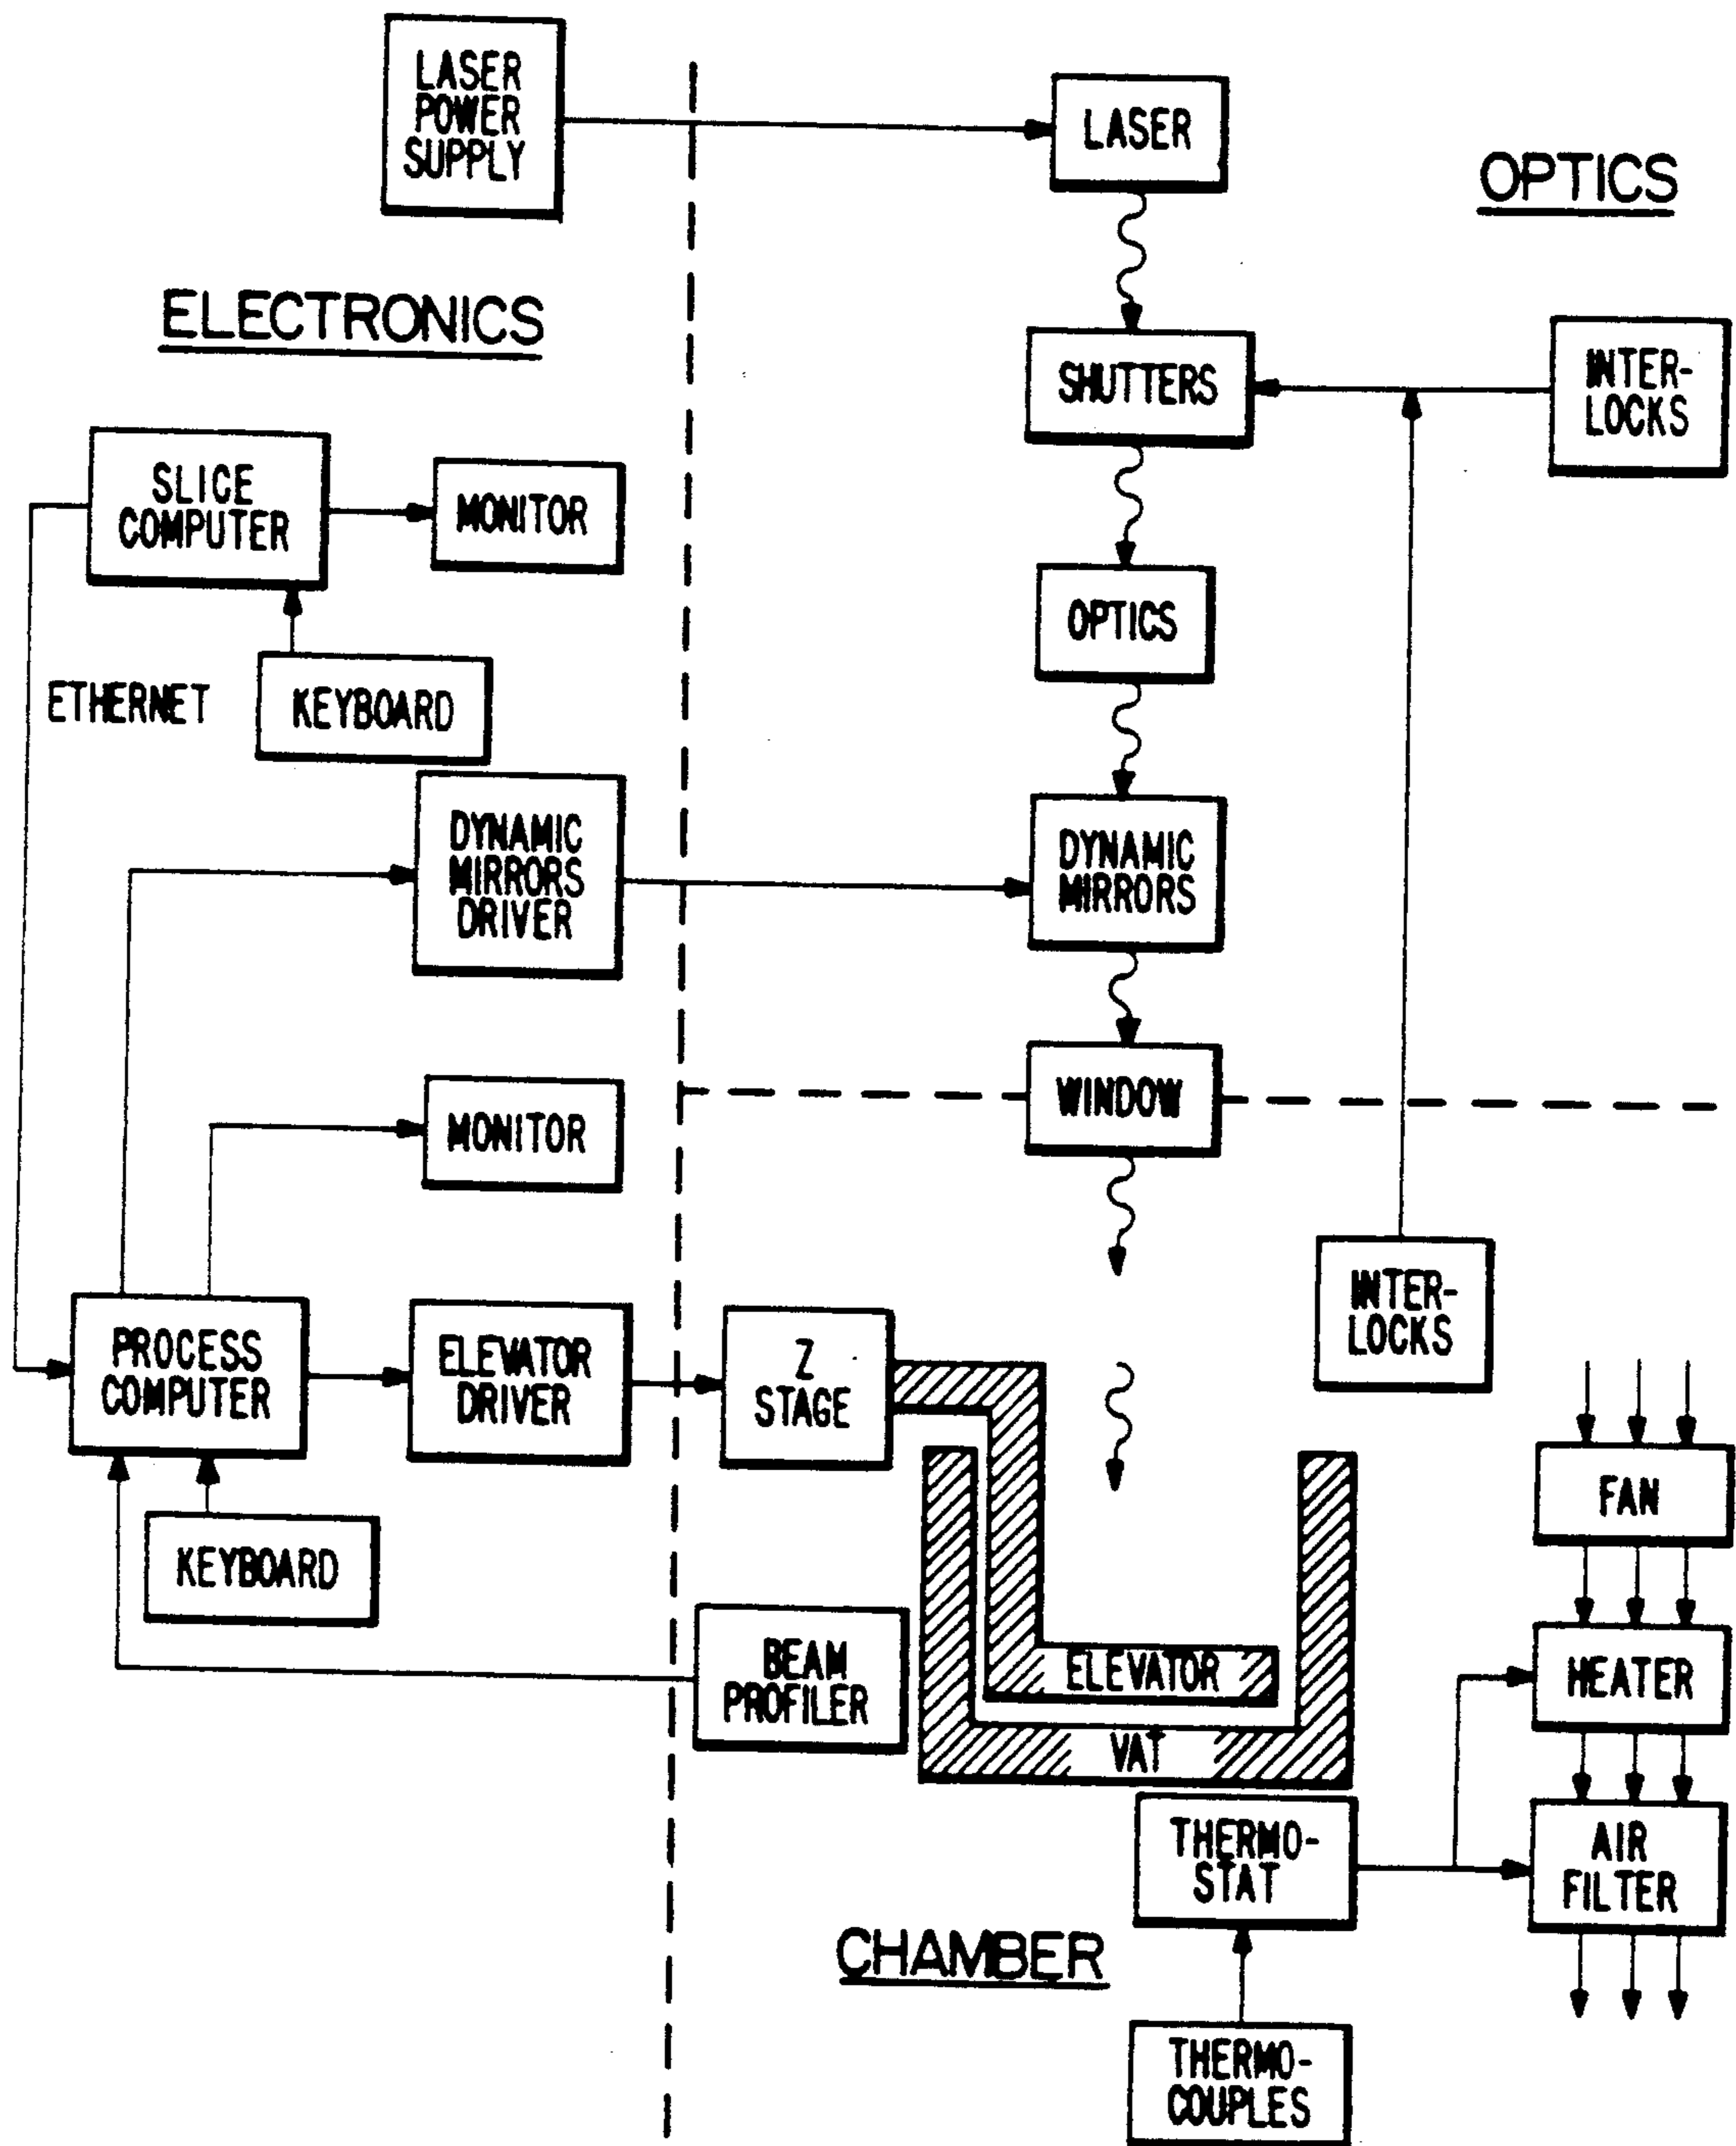 LASER
POWER
SUPPLY
LASER
OPTICS
ELECTRONICS
SHUTTERS
INTER-
LOCKS
SLICE
COMPUTER
MONITOR
OPTICS
ETHERNET
KEYBOARD
DYNAMIC
MIRRORS
DRIVER
DYNAMIC
MIRRORS
WINDOW
MONITOR
INTER-
LOCKS
PROCESS
COMPUTER
ELEVATOR
DRIVER
Z
STAGE
FAN
KEYBOARD
BEAM
PROFILER
ELEVATOR
HEATER
VAT
THERMO-
STAT
AIR
FILTER
CHAMBER
THERMO-
COUPLES